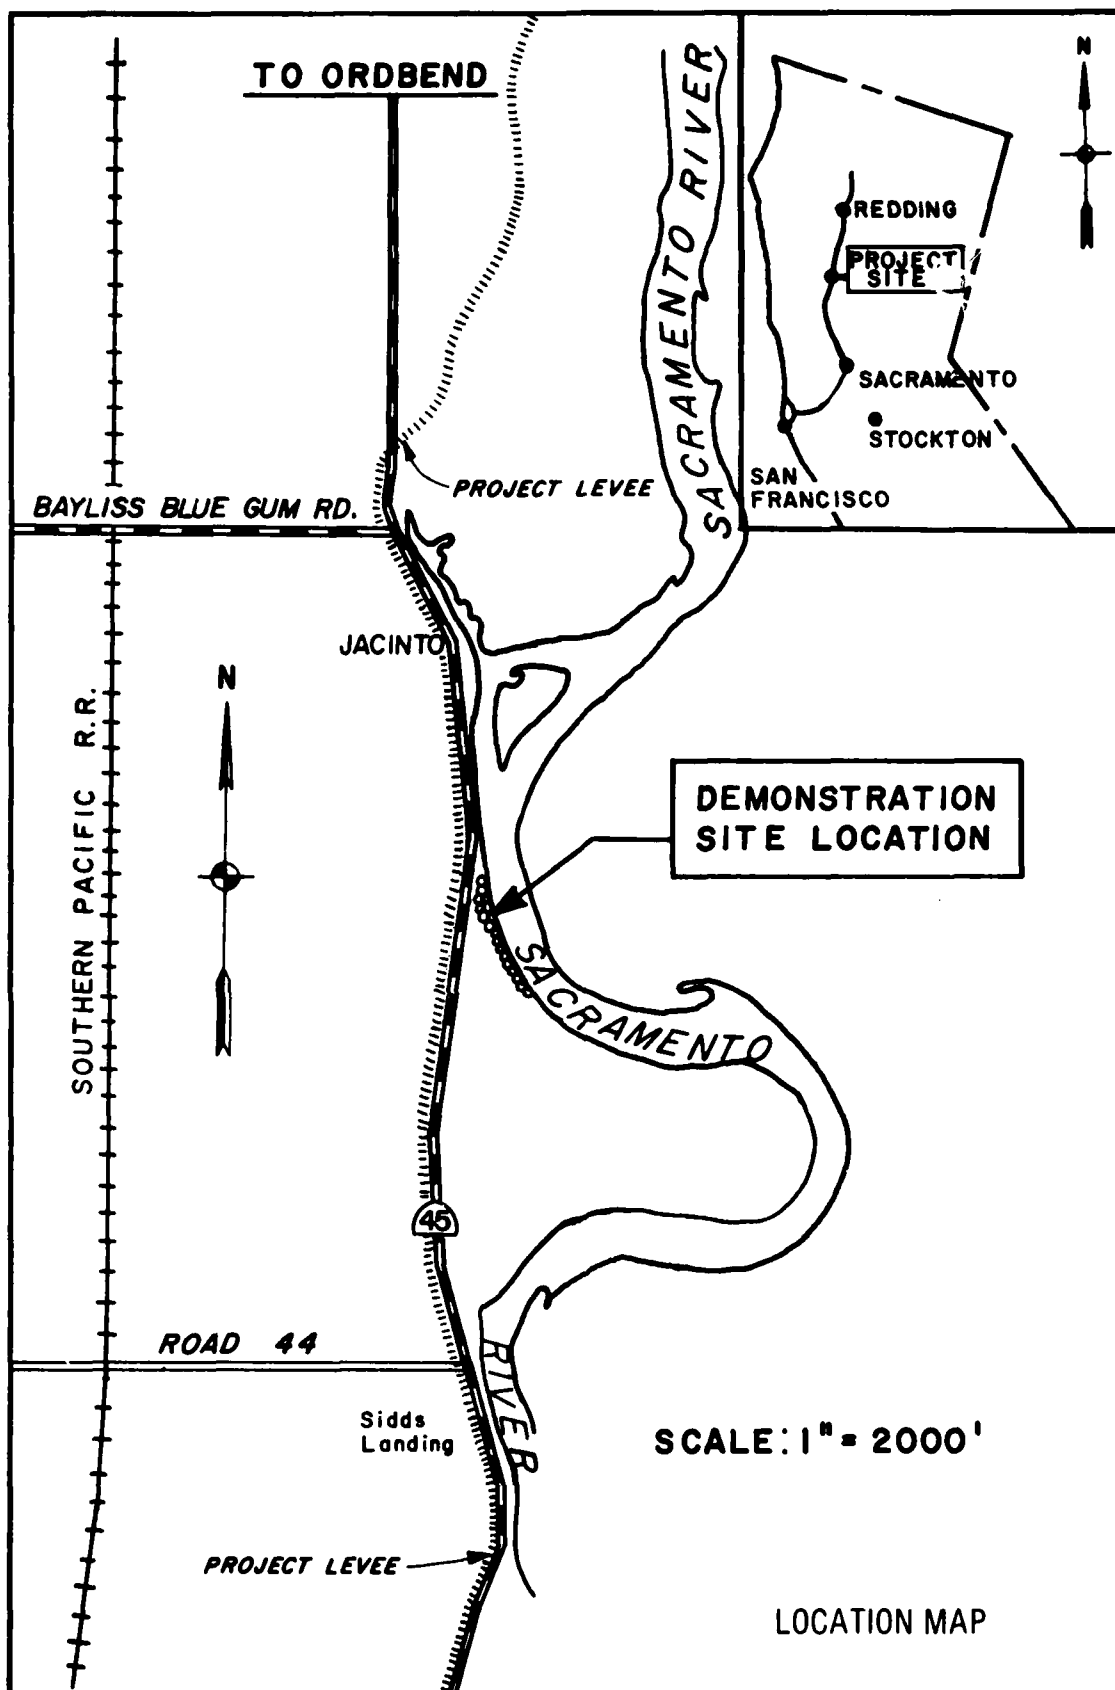 TO ORDBEND
SACRAMENTO RIVER
N
REDDING
PROJECT
SITE
SACRAMENTO
STOCKTON
SAN
FRANCISCO
PROJECT LEVEE
BAYLISS BLUE GUM RD.
JACINTO
N
SOUTHERN PACIFIC R.R.
DEMONSTRATION
SITE LOCATION
SACRAMENTO
45
ROAD 44
RIVER
Sidds
Landing
SCALE: 1" = 2000'
PROJECT LEVEE
LOCATION MAP